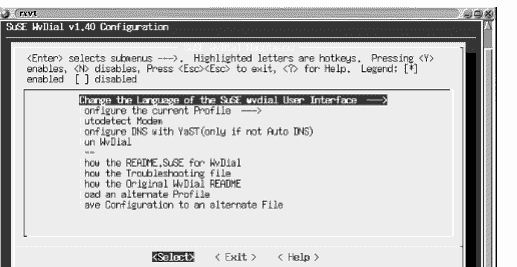 rxvt
SuSE WvDial v1.40 Configuration
<Enter> selects submenus --->. Highlighted letters are hotkeys. Pressing <Y>
enables, <N> disables, Press <Esc><Esc> to exit, <?> for Help. Legend: [*]
enabled [ ] disabled
Change the Language of the SuSE wvdial User Interface --->
onfigure the current Profile --->
utodetect Modem
onfigure DNS with YaST(only if not Auto DNS)
un WvDial
--
how the README.SuSE for WvDial
how the Troubleshooting file
how the Original WvDial README
oad an alternate Profile
ave Configuration to an alternate File
<Select> < Exit > < Help >